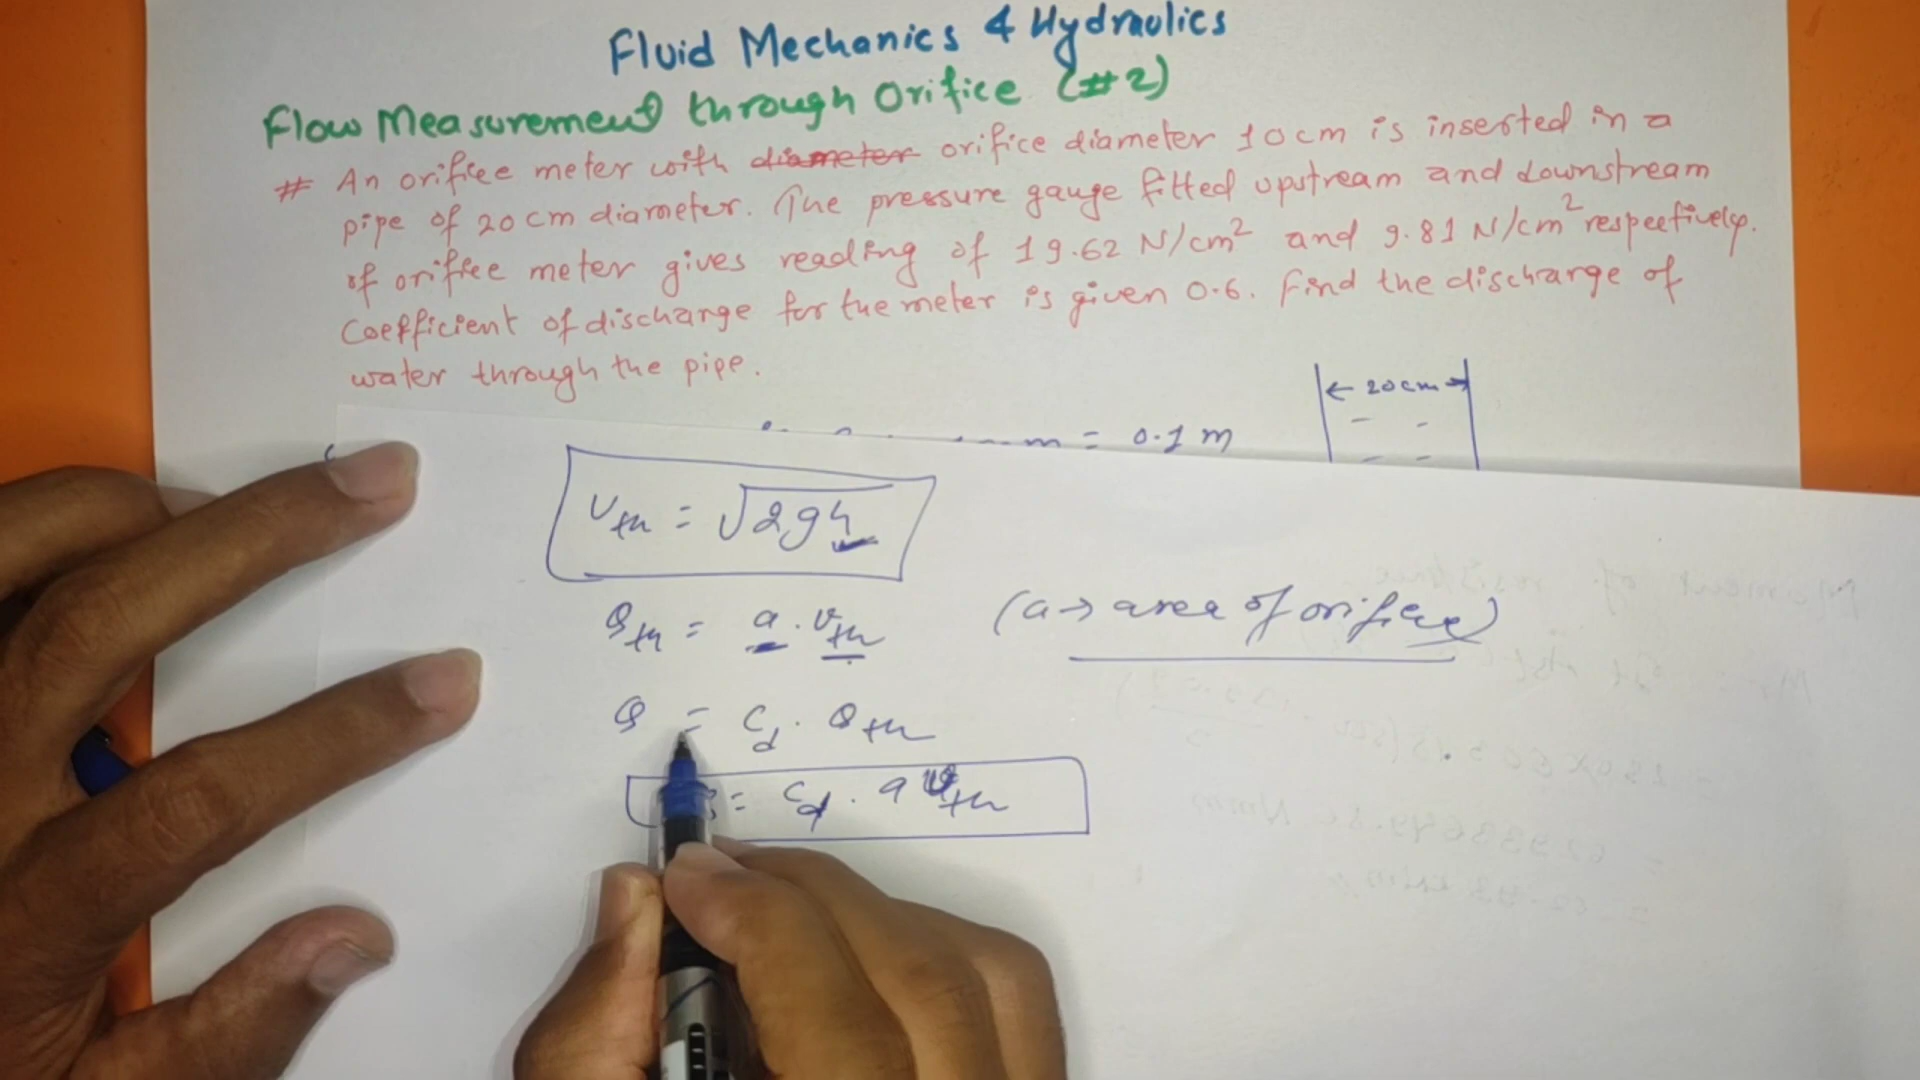 Fluid Mechanics & Hydraulics
Flow Measurement through Orifice (#2)
# An orifice meter with diameter orifice diameter 10cm is inserted in a
pipe of 20cm diameter. The pressure gauge fitted upstream and downstream
of orifice meter gives reading of 19.62 N/cm² and 9.81 N/cm² respectively.
Coefficient of discharge for the meter is given 0.6. Find the discharge of
water through the pipe.
← 20cm →
= 0.1 m
Vth = √2gh
Qth = a . Vth (a → area of orifice)
Q = Cd . Qth
= Cd . a Vth